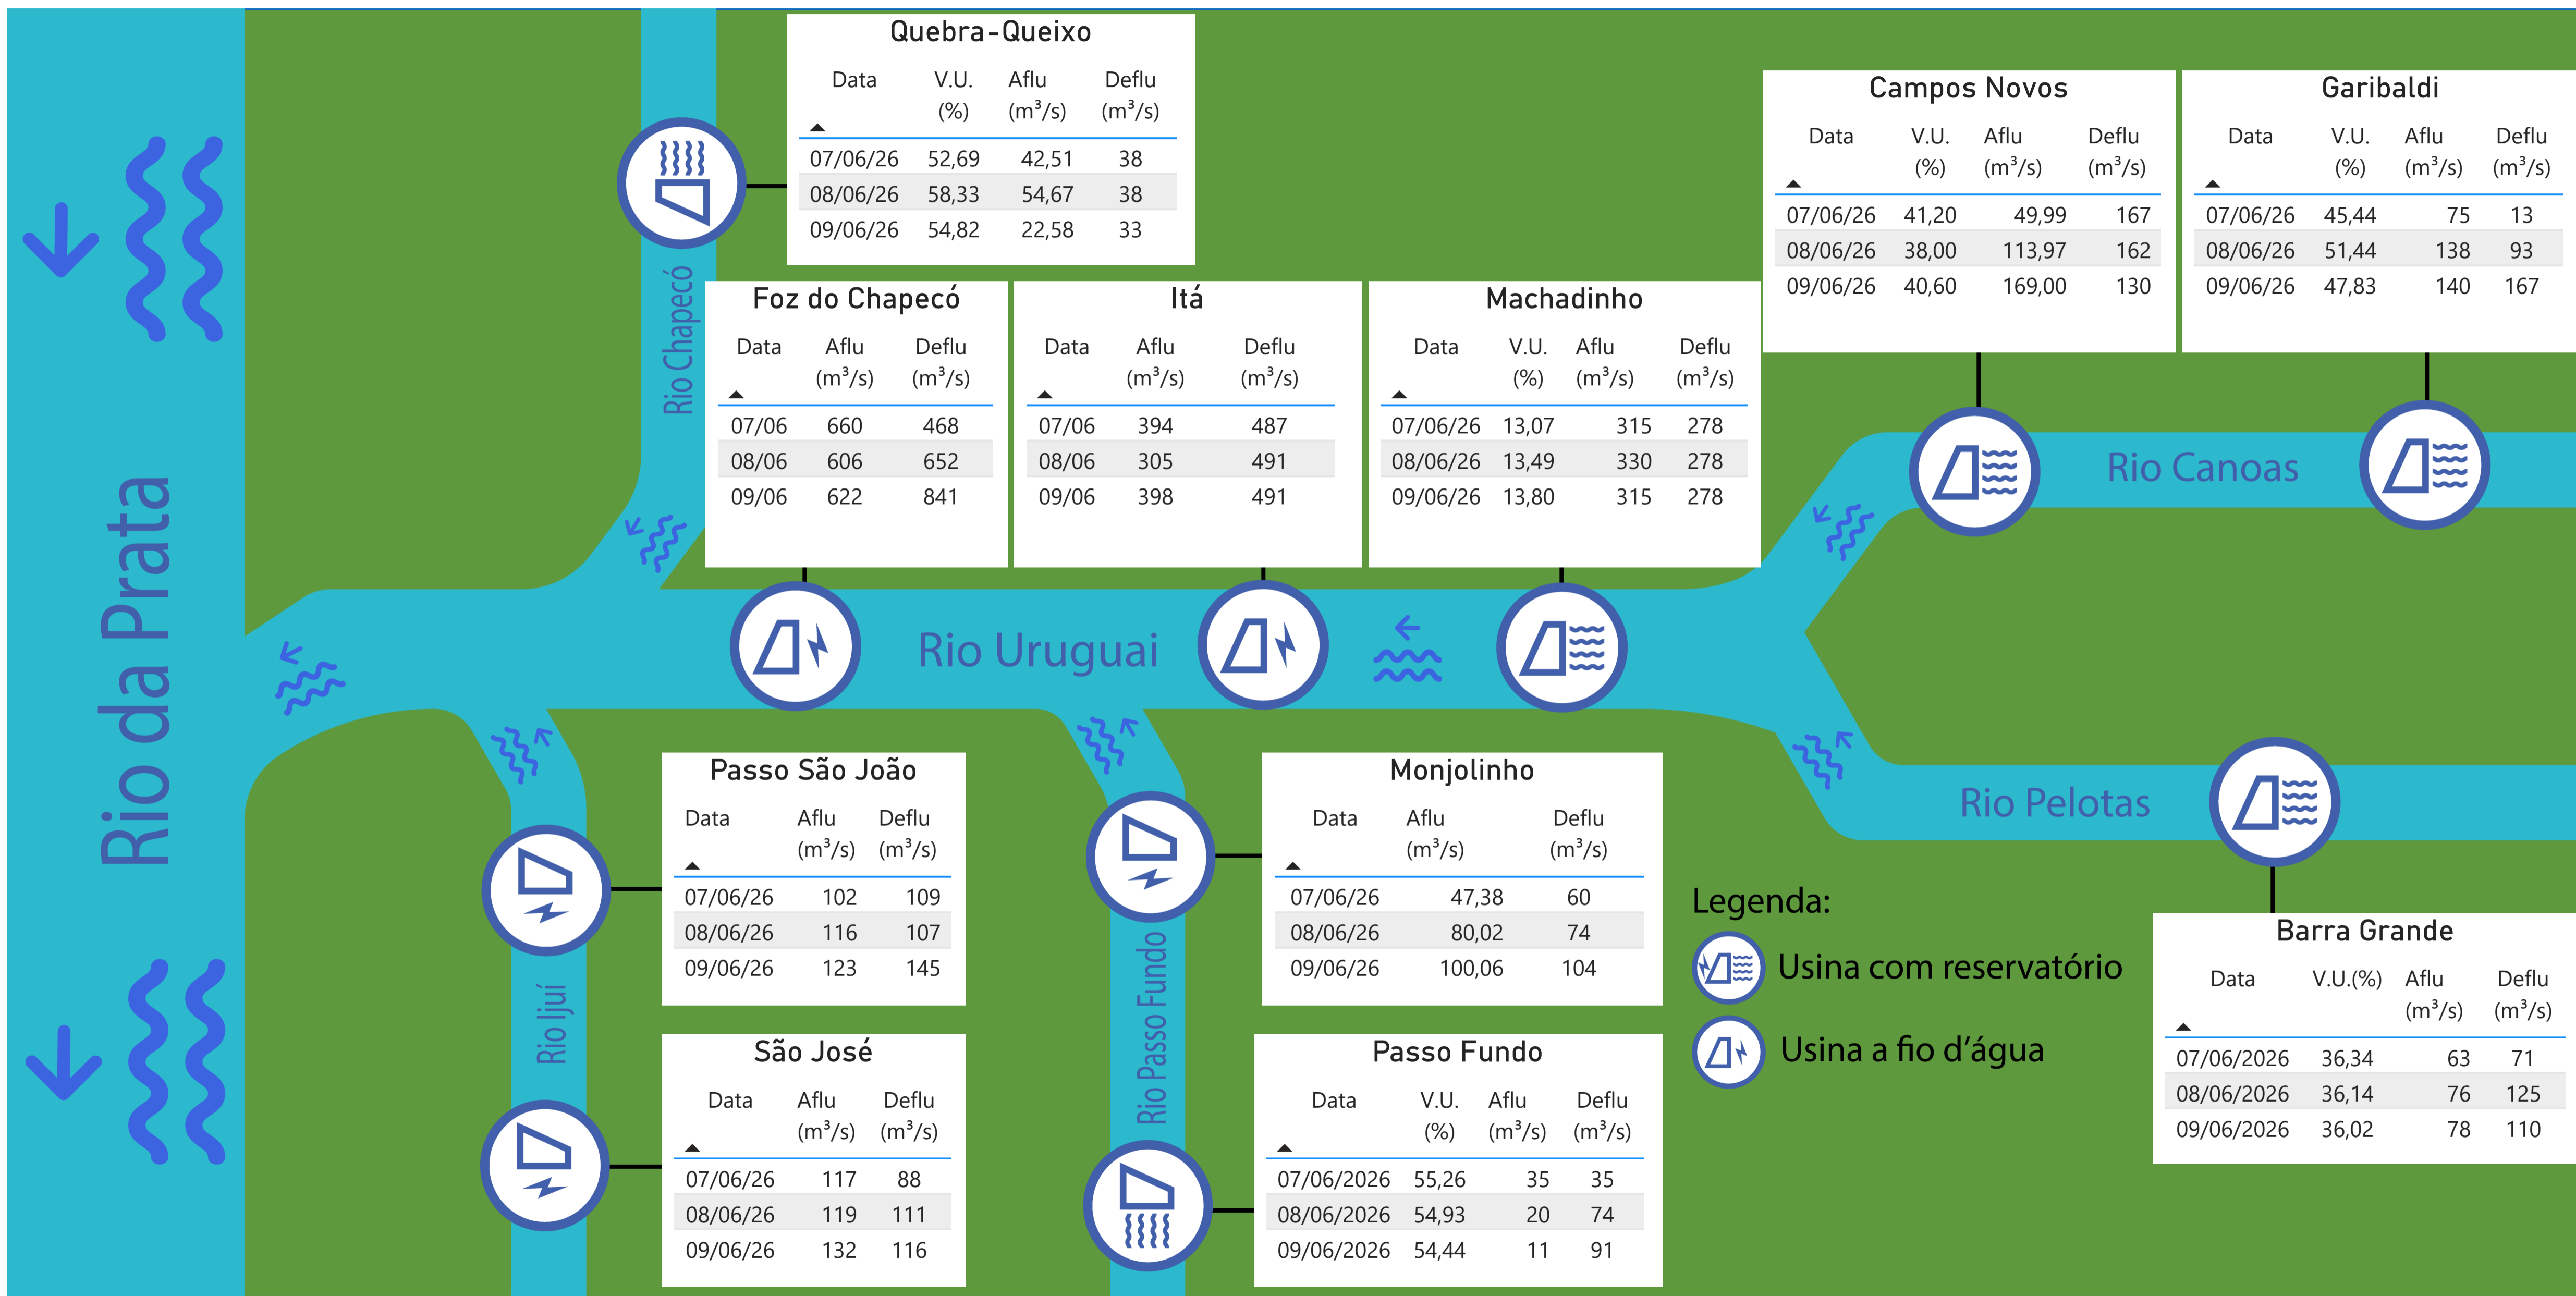 Quebra-Queixo
Data V.U. (%) Aflu (m³/s) Deflu (m³/s)
07/06/26 52,69 42,51 38
08/06/26 58,33 54,67 38
09/06/26 54,82 22,58 33
Campos Novos
Data V.U. (%) Aflu (m³/s) Deflu (m³/s)
07/06/26 41,20 49,99 167
08/06/26 38,00 113,97 162
09/06/26 40,60 169,00 130
Garibaldi
Data V.U. (%) Aflu (m³/s) Deflu (m³/s)
07/06/26 45,44 75 13
08/06/26 51,44 138 93
09/06/26 47,83 140 167
Rio Chapecó
Foz do Chapecó
Data Aflu (m³/s) Deflu (m³/s)
07/06 660 468
08/06 606 652
09/06 622 841
Itá
Data Aflu (m³/s) Deflu (m³/s)
07/06 394 487
08/06 305 491
09/06 398 491
Machadinho
Data V.U. (%) Aflu (m³/s) Deflu (m³/s)
07/06/26 13,07 315 278
08/06/26 13,49 330 278
09/06/26 13,80 315 278
Rio Canoas
Rio da Prata
Rio Uruguai
Rio Pelotas
Passo São João
Data Aflu (m³/s) Deflu (m³/s)
07/06/26 102 109
08/06/26 116 107
09/06/26 123 145
Monjolinho
Data Aflu (m³/s) Deflu (m³/s)
07/06/26 47,38 60
08/06/26 80,02 74
09/06/26 100,06 104
Rio Ijuí
Rio Passo Fundo
Legenda:
Usina com reservatório
Usina a fio d'água
Barra Grande
Data V.U.(%) Aflu (m³/s) Deflu (m³/s)
07/06/2026 36,34 63 71
08/06/2026 36,14 76 125
09/06/2026 36,02 78 110
São José
Data Aflu (m³/s) Deflu (m³/s)
07/06/26 117 88
08/06/26 119 111
09/06/26 132 116
Passo Fundo
Data V.U. (%) Aflu (m³/s) Deflu (m³/s)
07/06/2026 55,26 35 35
08/06/2026 54,93 20 74
09/06/2026 54,44 11 91